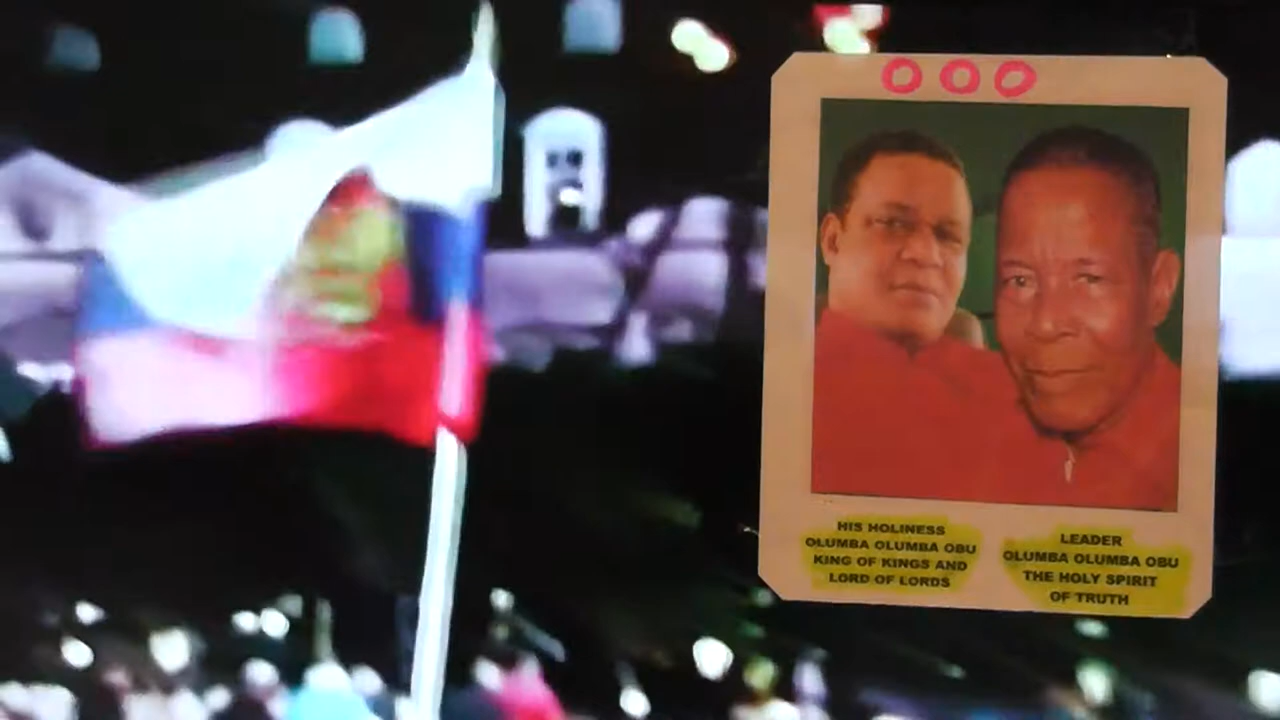 O O O
HIS HOLINESS
OLUMBA OLUMBA OBU
KING OF KINGS AND
LORD OF LORDS
LEADER
OLUMBA OLUMBA OBU
THE HOLY SPIRIT
OF TRUTH